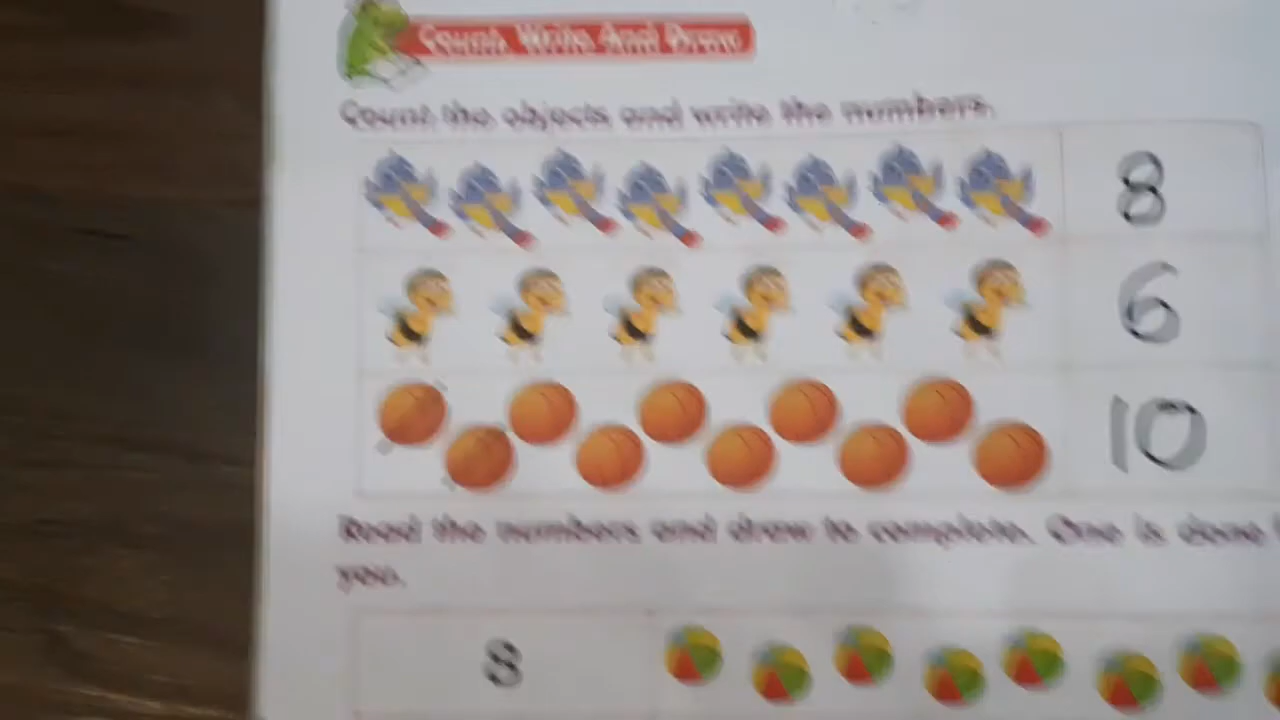 Count, Write And Draw
Count the objects and write the numbers.
8
6
10
Read the numbers and draw to complete. One is done
you.
8